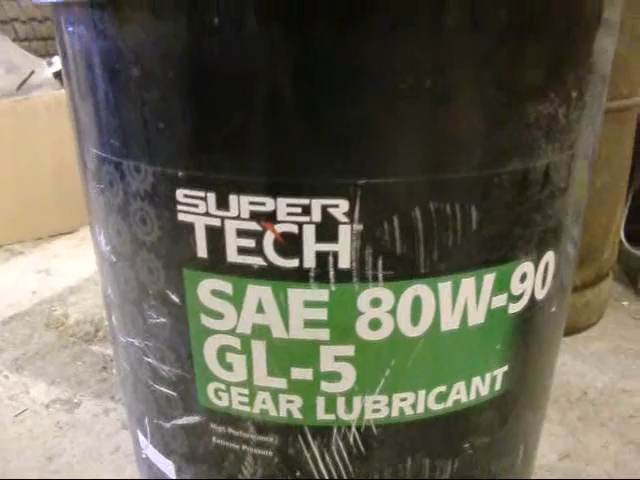 SUPER
TECH
SAE 80W-90
GL-5
GEAR LUBRICANT
High Performance
Extreme Pressure